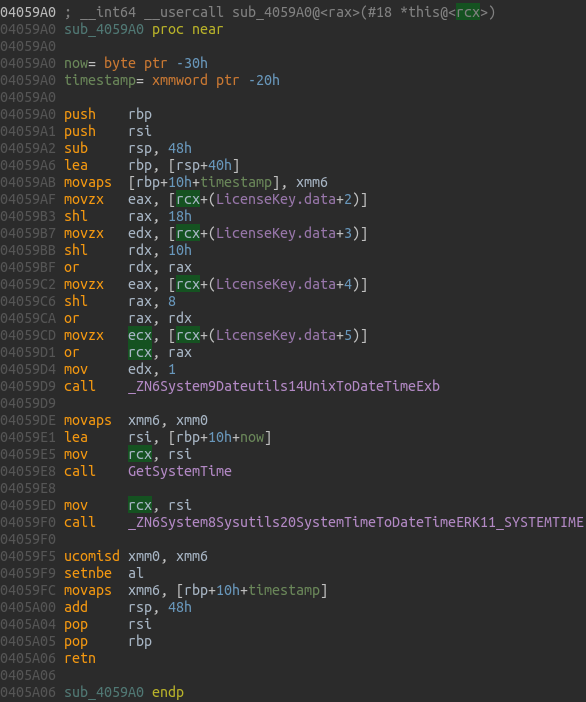 04059A0 ; __int64 __usercall sub_4059A0@<rax>(#18 *this@<rcx>)
04059A0 sub_4059A0 proc near
04059A0
04059A0 now= byte ptr -30h
04059A0 timestamp= xmmword ptr -20h
04059A0
04059A0 push    rbp
04059A1 push    rsi
04059A2 sub     rsp, 48h
04059A6 lea     rbp, [rsp+40h]
04059AB movaps  [rbp+10h+timestamp], xmm6
04059AF movzx   eax, [rcx+(LicenseKey.data+2)]
04059B3 shl     rax, 18h
04059B7 movzx   edx, [rcx+(LicenseKey.data+3)]
04059BB shl     rdx, 10h
04059BF or      rdx, rax
04059C2 movzx   eax, [rcx+(LicenseKey.data+4)]
04059C6 shl     rax, 8
04059CA or      rax, rdx
04059CD movzx   ecx, [rcx+(LicenseKey.data+5)]
04059D1 or      rcx, rax
04059D4 mov     edx, 1
04059D9 call    _ZN6System9Dateutils14UnixToDateTimeExb
04059D9
04059DE movaps  xmm6, xmm0
04059E1 lea     rsi, [rbp+10h+now]
04059E5 mov     rcx, rsi
04059E8 call    GetSystemTime
04059E8
04059ED mov     rcx, rsi
04059F0 call    _ZN6System8Sysutils20SystemTimeToDateTimeERK11_SYSTEMTIME
04059F0
04059F5 ucomisd xmm0, xmm6
04059F9 setnbe  al
04059FC movaps  xmm6, [rbp+10h+timestamp]
0405A00 add     rsp, 48h
0405A04 pop     rsi
0405A05 pop     rbp
0405A06 retn
0405A06
0405A06 sub_4059A0 endp